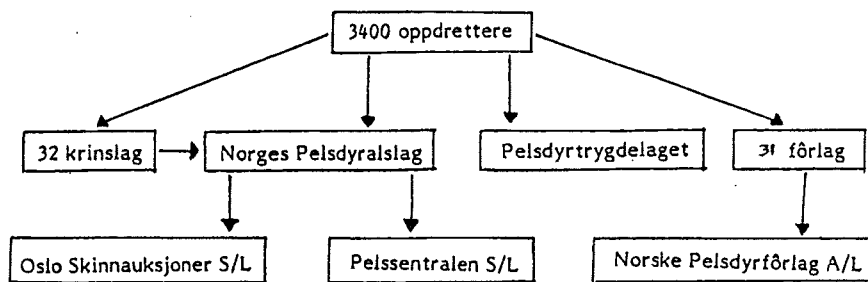 3400 oppdrettere
32 krinslag
Norges Pelsdyralslag
Pelsdyrtrygdelaget
31 fôrlag
Oslo Skinnauksjoner S/L
Pelssentralen S/L
Norske Pelsdyrfôrlag A/L